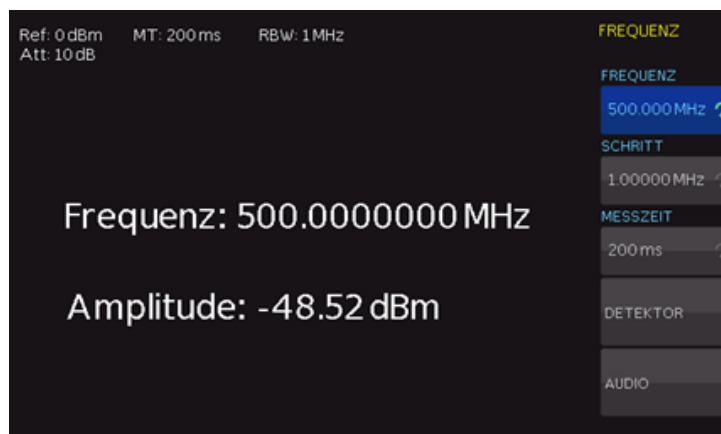 Ref: 0 dBm MT: 200 ms RBW: 1 MHz
Att: 10 dB
Frequenz: 500.0000000 MHz
Amplitude: -48.52 dBm
FREQUENZ
FREQUENZ
500.000 MHz
SCHRITT
1.00000 MHz
MESSZEIT
200 ms
DETEKTOR
AUDIO